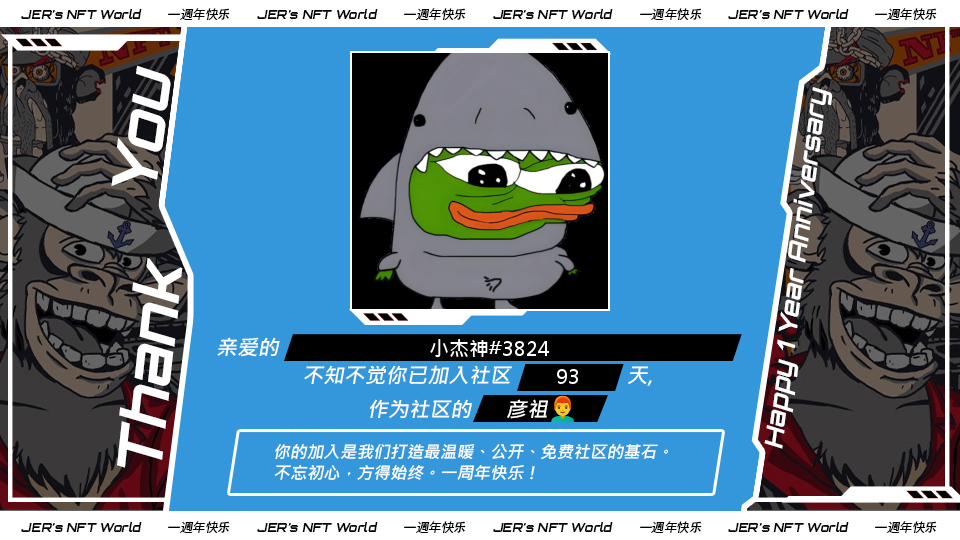 JER's NFT World 一週年快乐 JER's NFT World 一週年快乐 JER's NFT World 一週年快乐 JER's NFT World 一週年快乐
Thank You
亲爱的 小杰神#3824
不知不觉你已加入社区 93 天,
作为社区的 彦祖👨‍🦰
你的加入是我们打造最温暖、公开、免费社区的基石。
不忘初心，方得始终。一周年快乐！
Happy 1 Year Anniversary
JER's NFT World 一週年快乐 JER's NFT World 一週年快乐 JER's NFT World 一週年快乐 JER's NFT World 一週年快乐